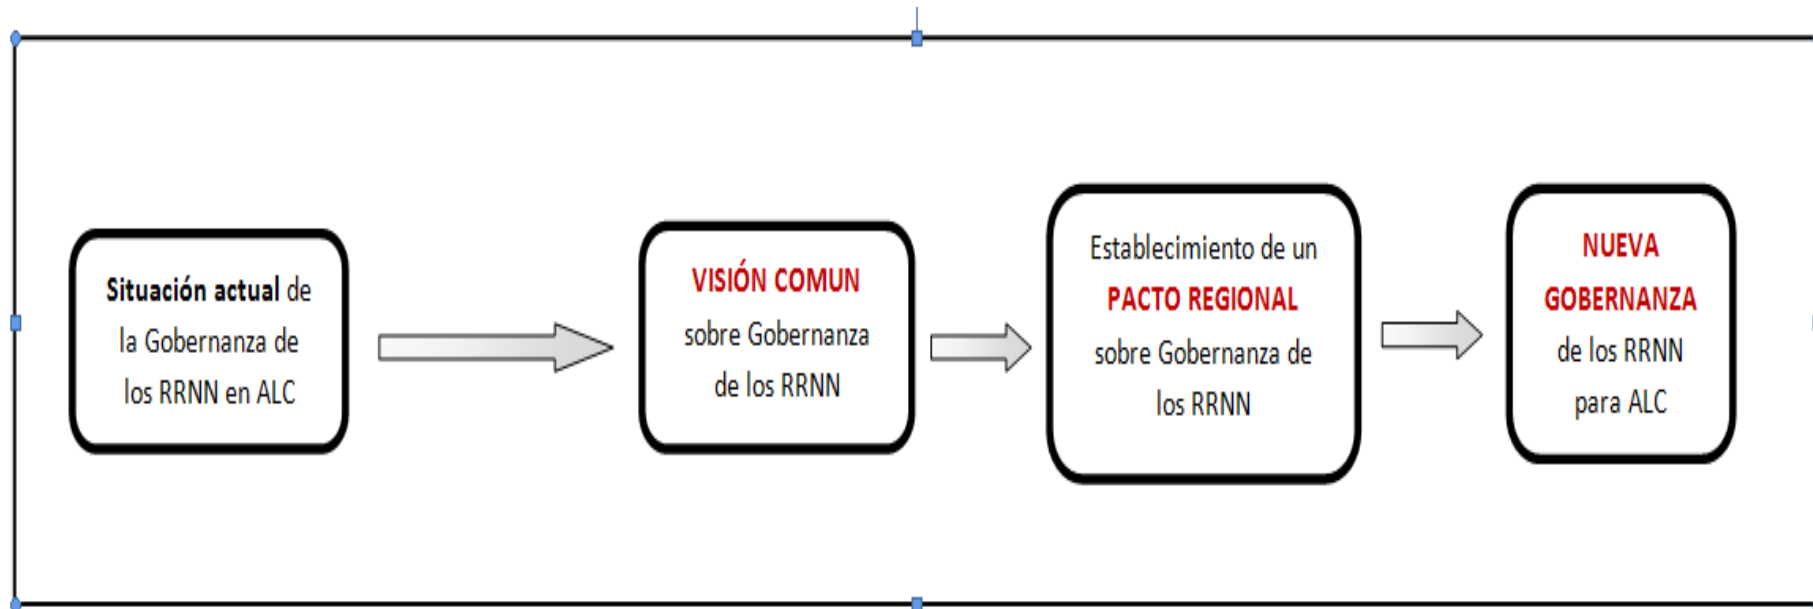 Situación actual de
la Gobernanza de
los RRNN en ALC
VISIÓN COMUN
sobre Gobernanza
de los RRNN
Establecimiento de un
PACTO REGIONAL
sobre Gobernanza de
los RRNN
NUEVA
GOBERNANZA
de los RRNN
para ALC